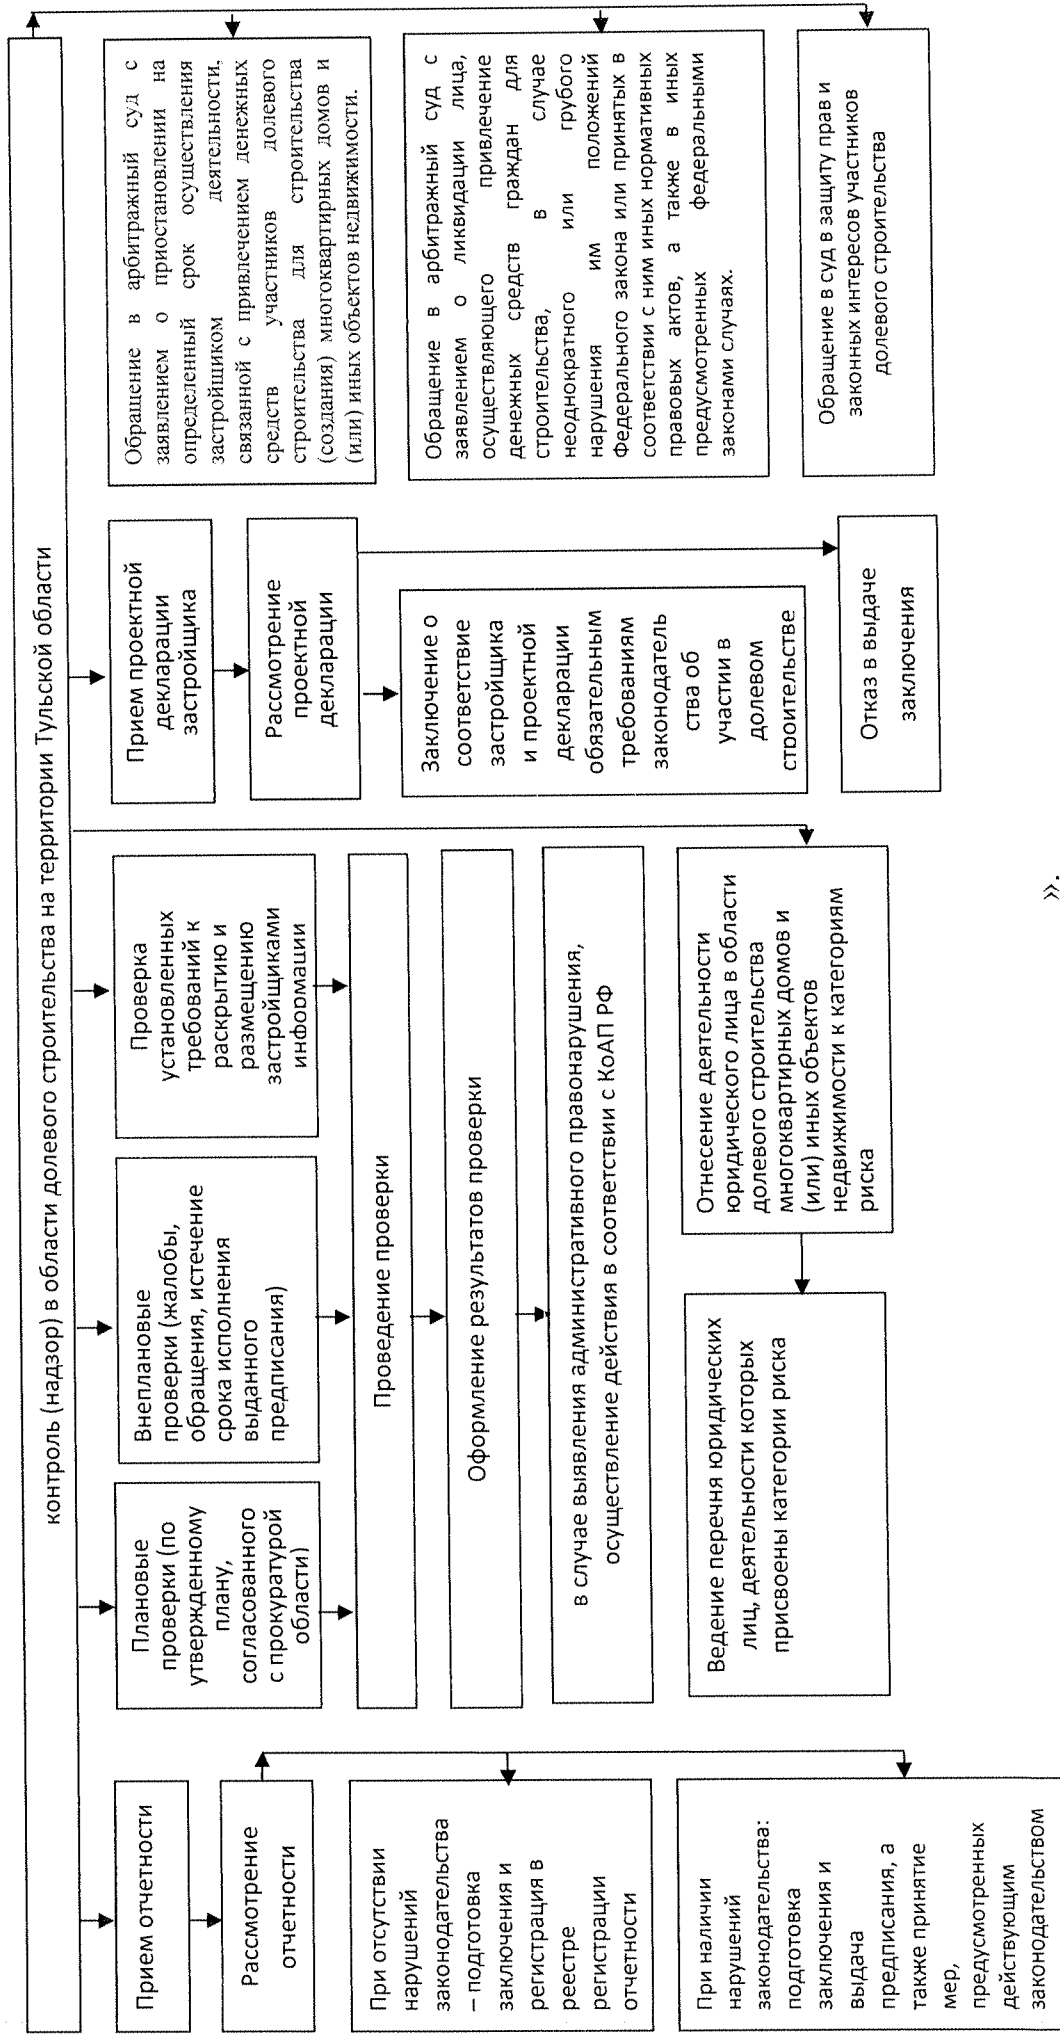 контроль (надзор) в области долевого строительства на территории Тульской области
Прием отчетности
Рассмотрение
отчетности
При отсутствии
нарушений
законодательства
– подготовка
заключения и
регистрация в
реестре
регистрации
отчетности
При наличии
нарушений
законодательства:
подготовка
заключения и
выдача
предписания, а
также принятие
мер,
предусмотренных
действующим
законодательством
Плановые
проверки (по
утвержденному
плану,
согласованного
с прокуратурой
области)
Внеплановые
проверки (жалобы,
обращения, истечение
срока исполнения
выданного
предписания)
Проверка
установленных
требований к
раскрытию и
размещению
застройщиками
информации
Проведение проверки
Оформление результатов проверки
в случае выявления административного правонарушения,
осуществление действия в соответствии с КоАП РФ
Ведение перечня юридических
лиц, деятельности которых
присвоены категории риска
Отнесение деятельности
юридического лица в области
долевого строительства
многоквартирных домов и
(или) иных объектов
недвижимости к категориям
риска
Прием проектной
декларации
застройщика
Рассмотрение
проектной
декларации
Заключение о
соответствие
застройщика
и проектной
декларации
обязательным
требованиям
законодатель
ства об
участии в
долевом
строительстве
Отказ в выдаче
заключения
Обращение в арбитражный суд с
заявлением о приостановлении на
определенный срок осуществления
застройщиком деятельности,
связанной с привлечением денежных
средств участников долевого
строительства для строительства
(создания) многоквартирных домов и
(или) иных объектов недвижимости.
Обращение в арбитражный суд с
заявлением о ликвидации лица,
осуществляющего привлечение
денежных средств граждан для
строительства, в случае
неоднократного или грубого
нарушения им положений
Федерального закона или принятых в
соответствии с ним иных нормативных
правовых актов, а также в иных
предусмотренных федеральными
законами случаях.
Обращение в суд в защиту прав и
законных интересов участников
долевого строительства
».